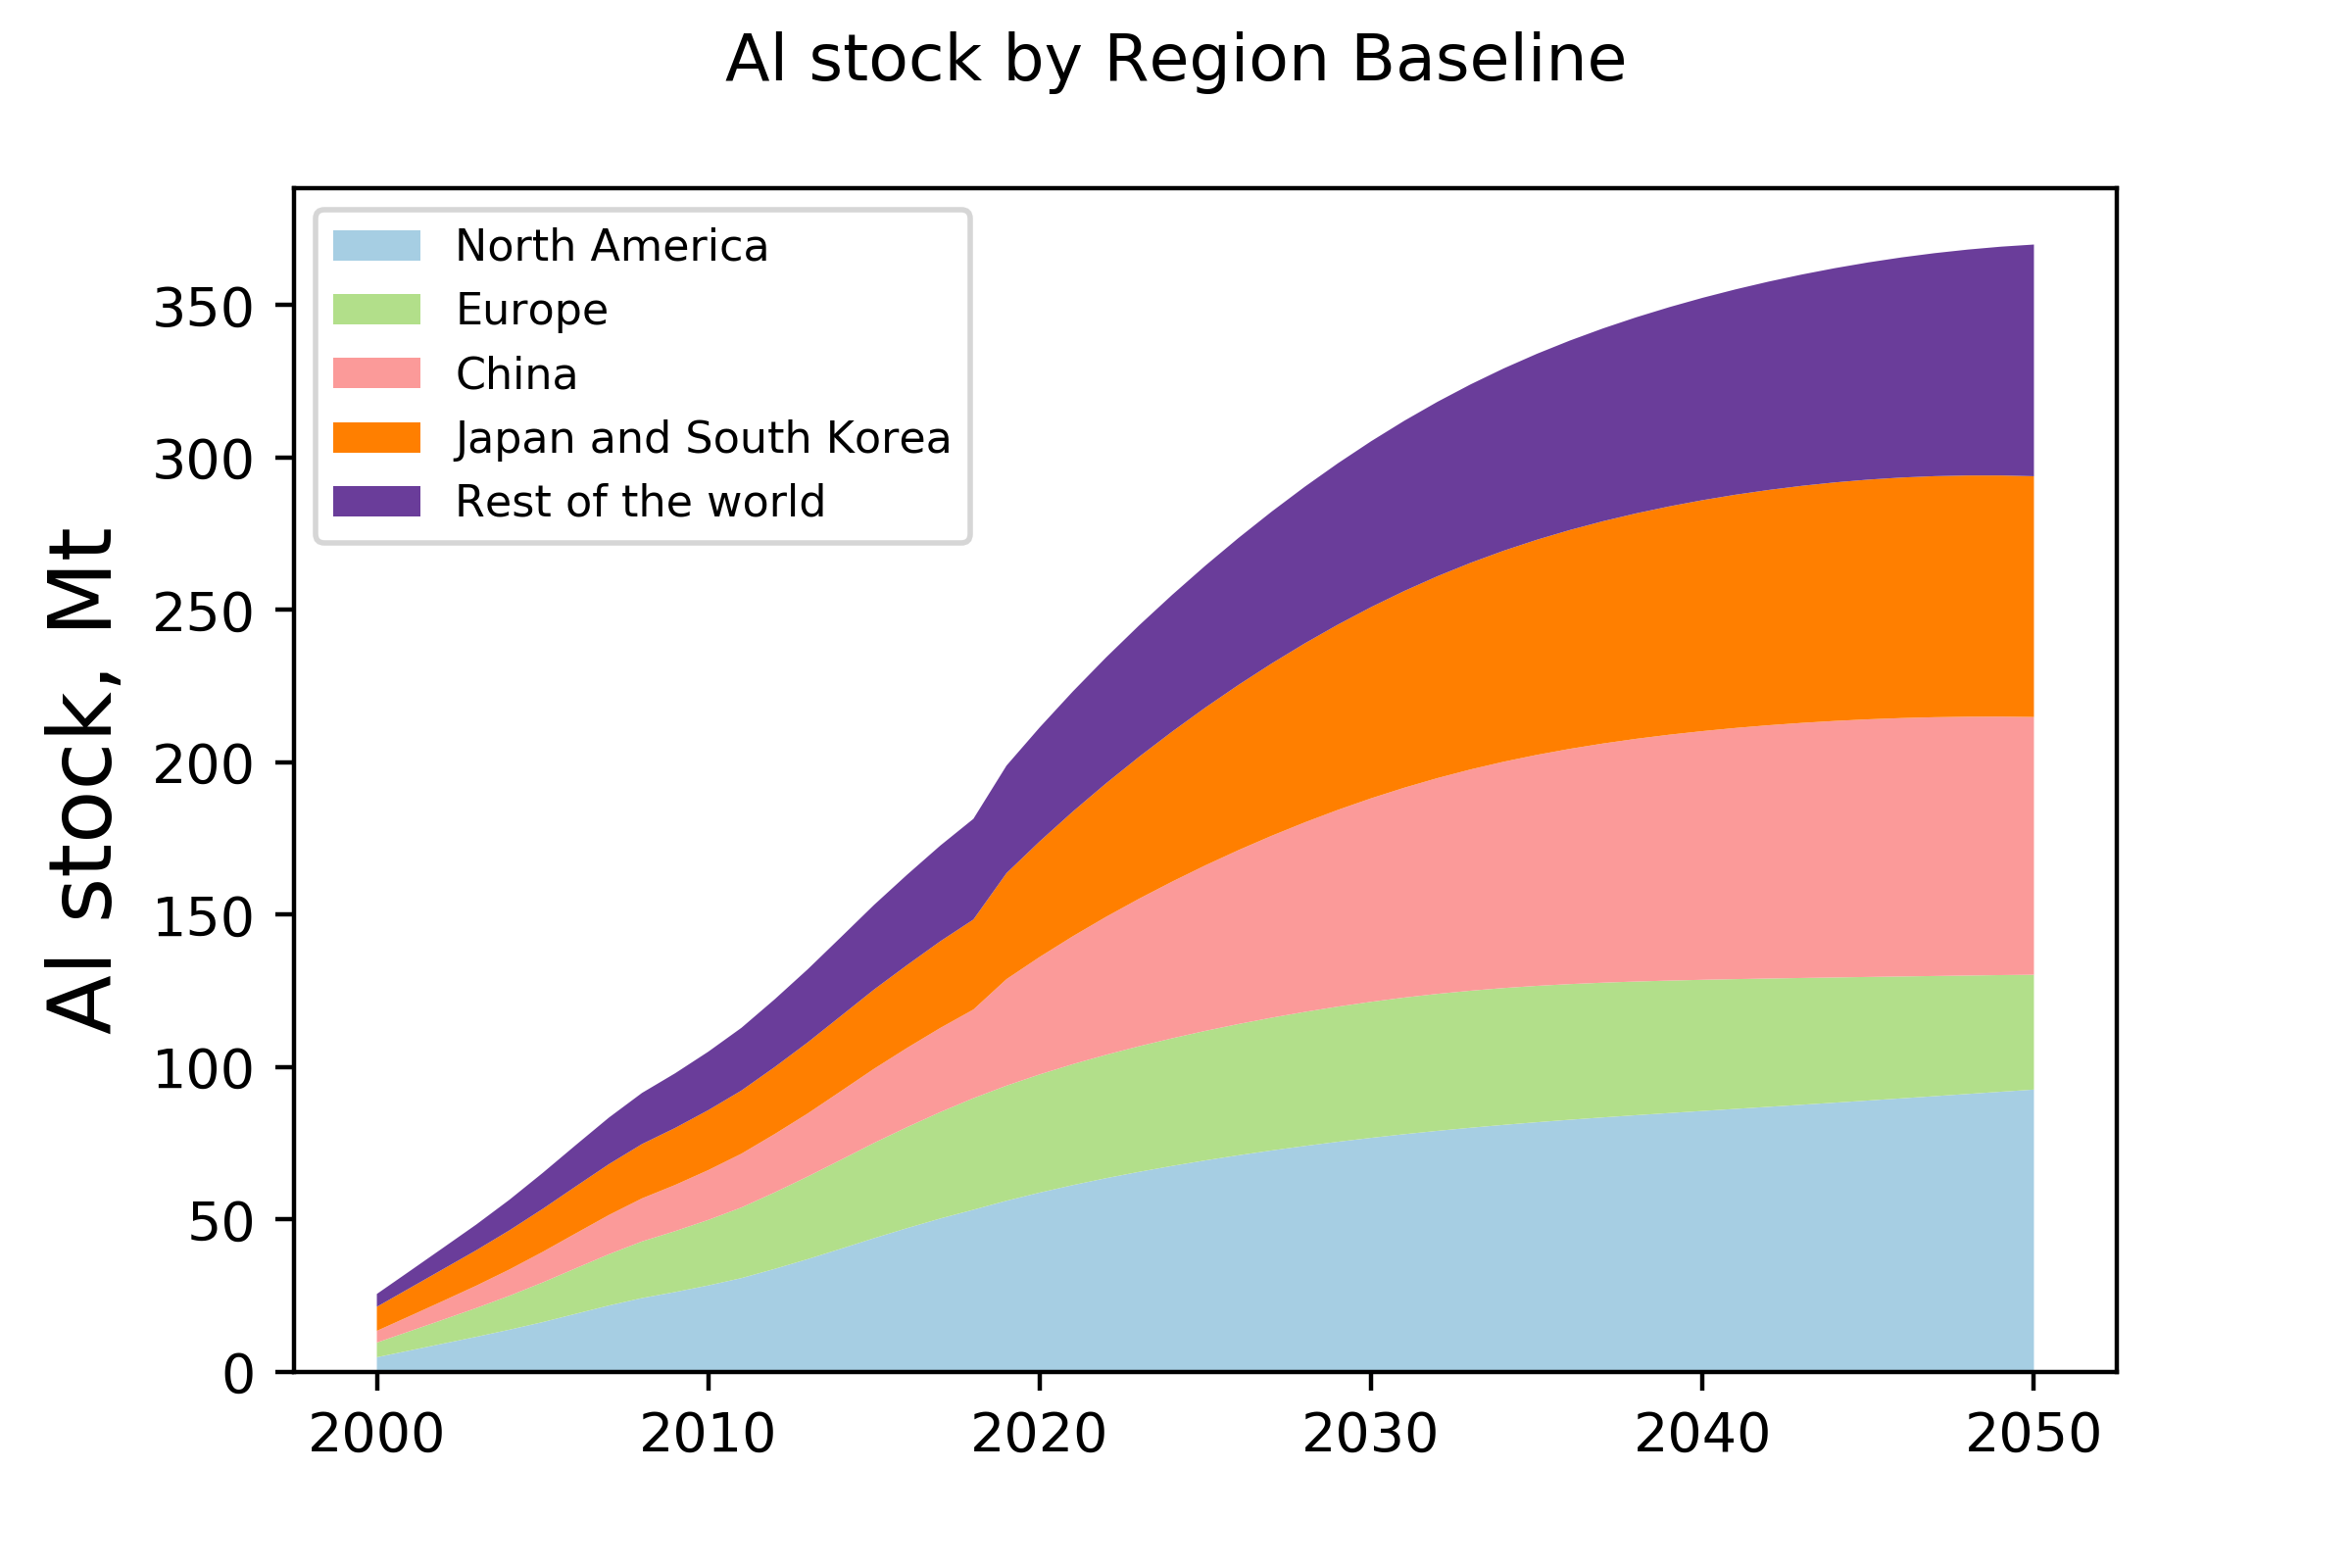 Al stock by Region Baseline
North America
Europe
China
Japan and South Korea
Rest of the world
Al stock, Mt
350
300
250
200
150
100
50
0
2000 2010 2020 2030 2040 2050